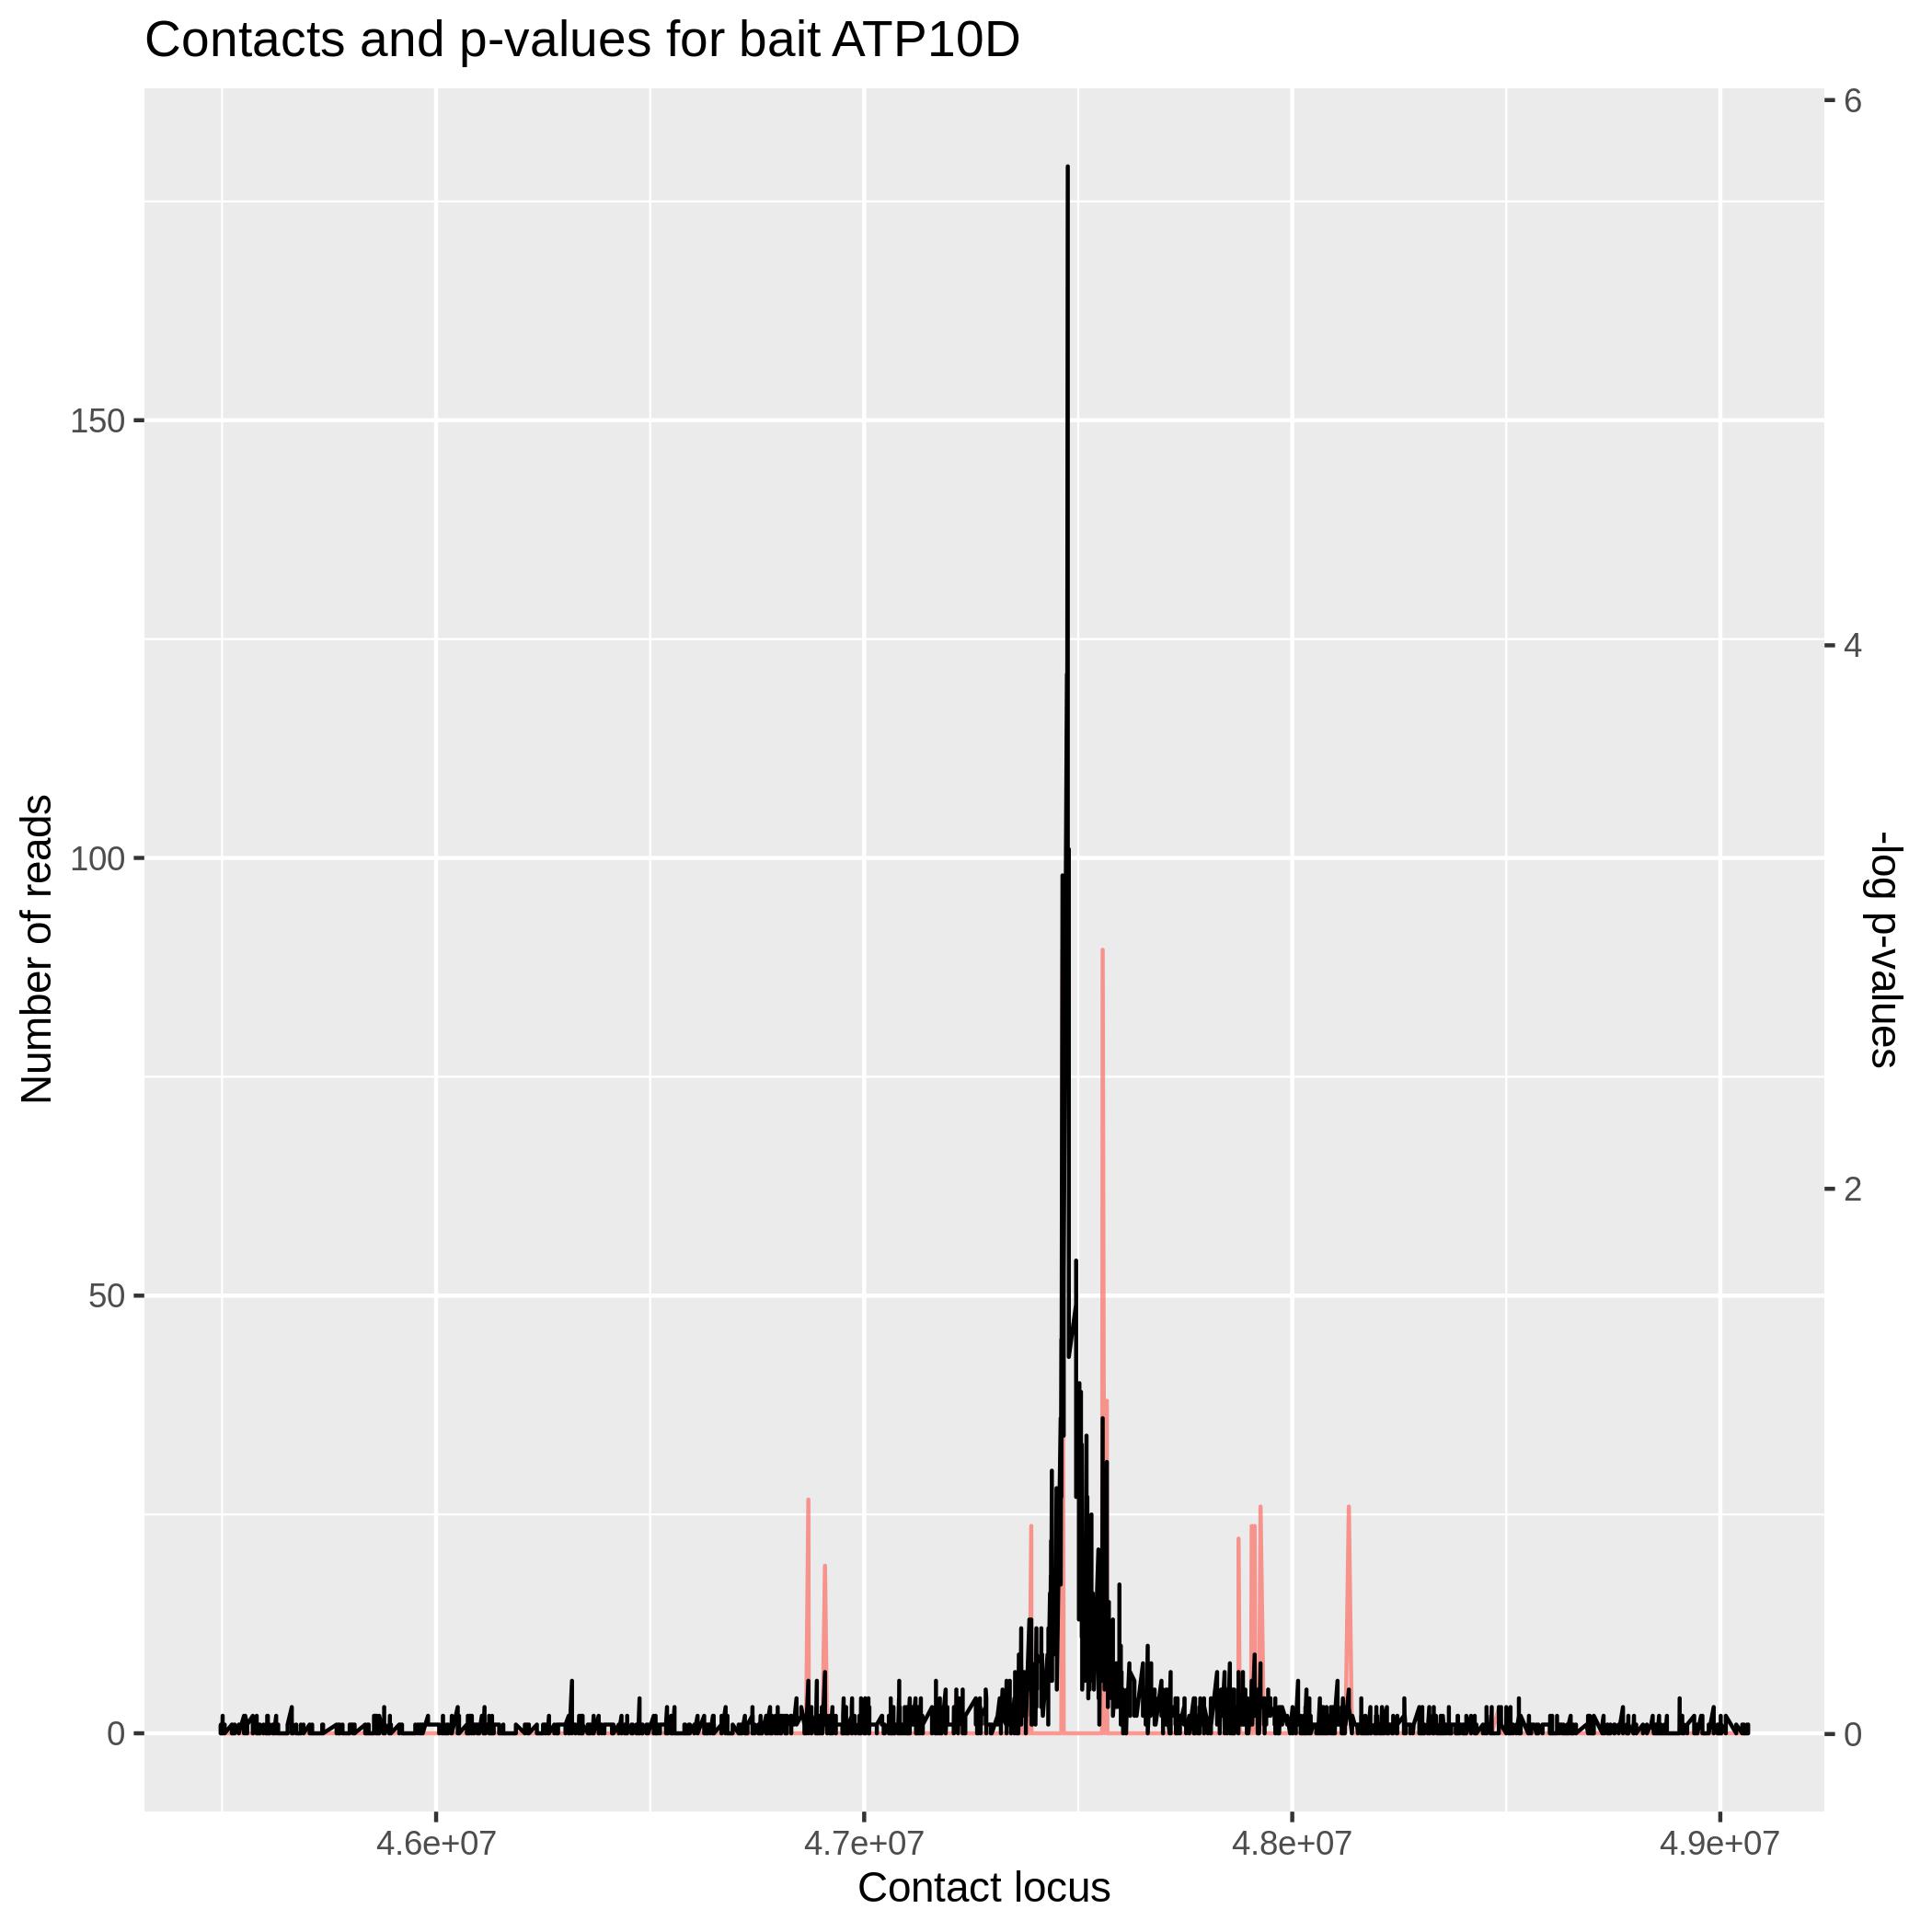 Contacts and p-values for bait ATP10D
6
150
4
100
Number of reads
-log p-values
2
50
0
0
4.6e+07
4.7e+07
4.8e+07
4.9e+07
Contact locus